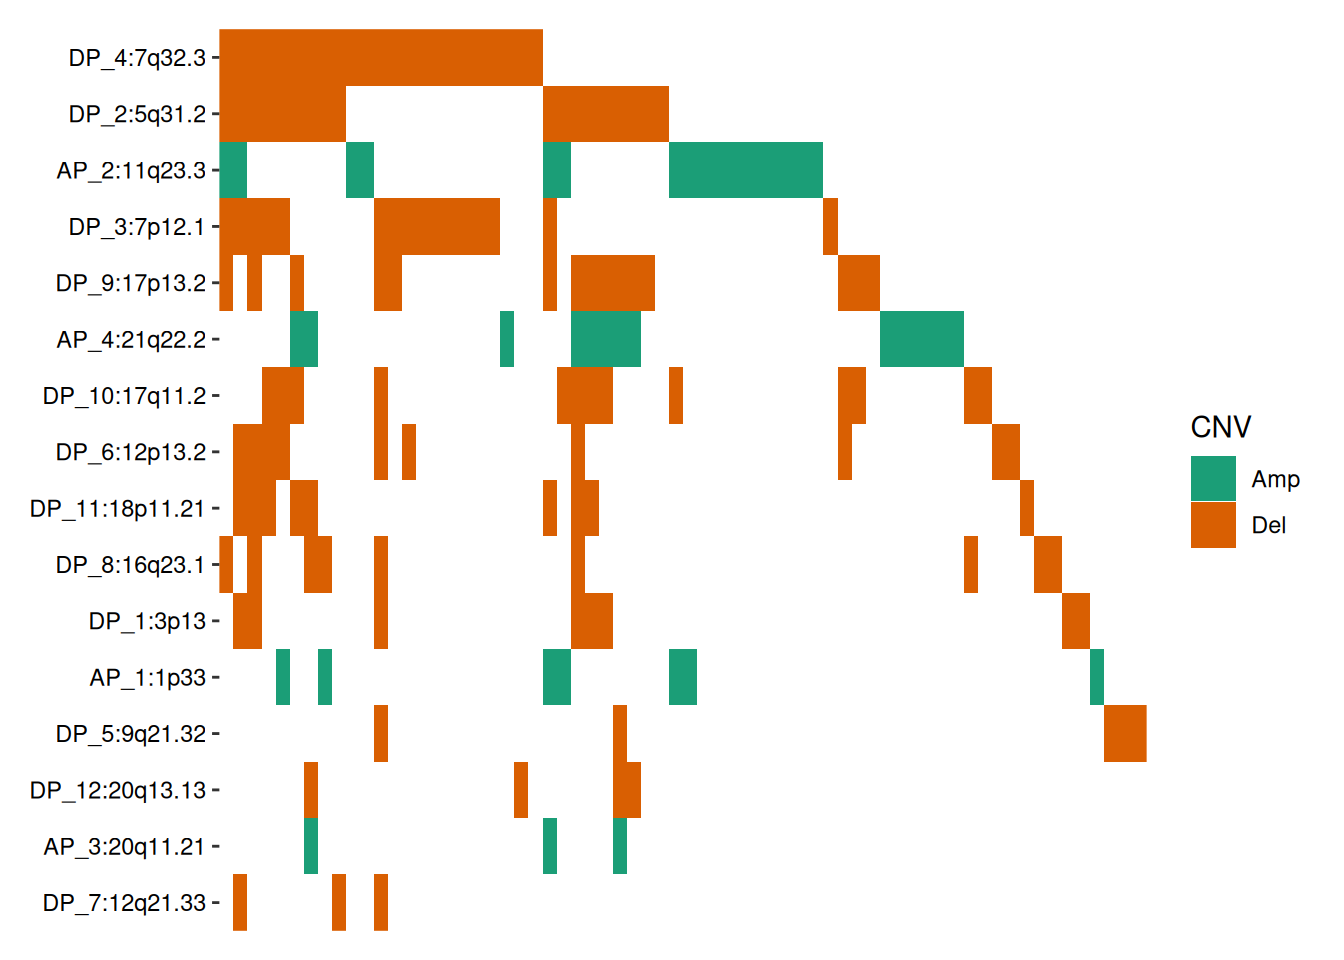 DP_4:7q32.3
DP_2:5q31.2
AP_2:11q23.3
DP_3:7p12.1
DP_9:17p13.2
AP_4:21q22.2
DP_10:17q11.2
DP_6:12p13.2
DP_11:18p11.21
DP_8:16q23.1
DP_1:3p13
AP_1:1p33
DP_5:9q21.32
DP_12:20q13.13
AP_3:20q11.21
DP_7:12q21.33
CNV
Amp
Del